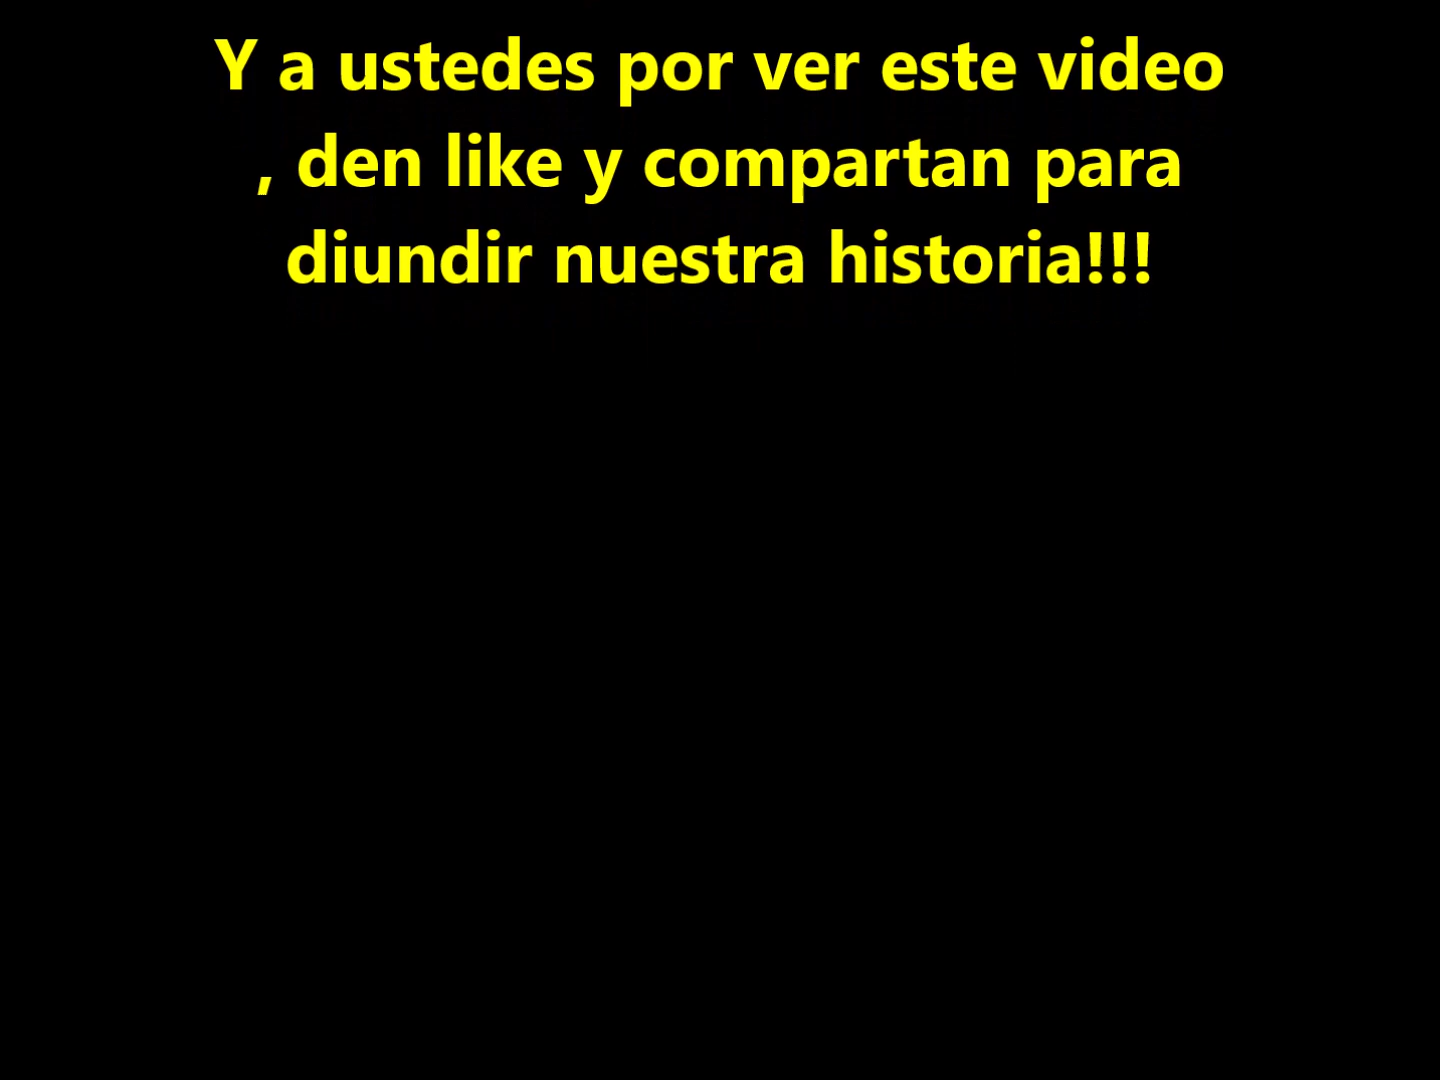 Y a ustedes por ver este video
, den like y compartan para
diundir nuestra historia!!!